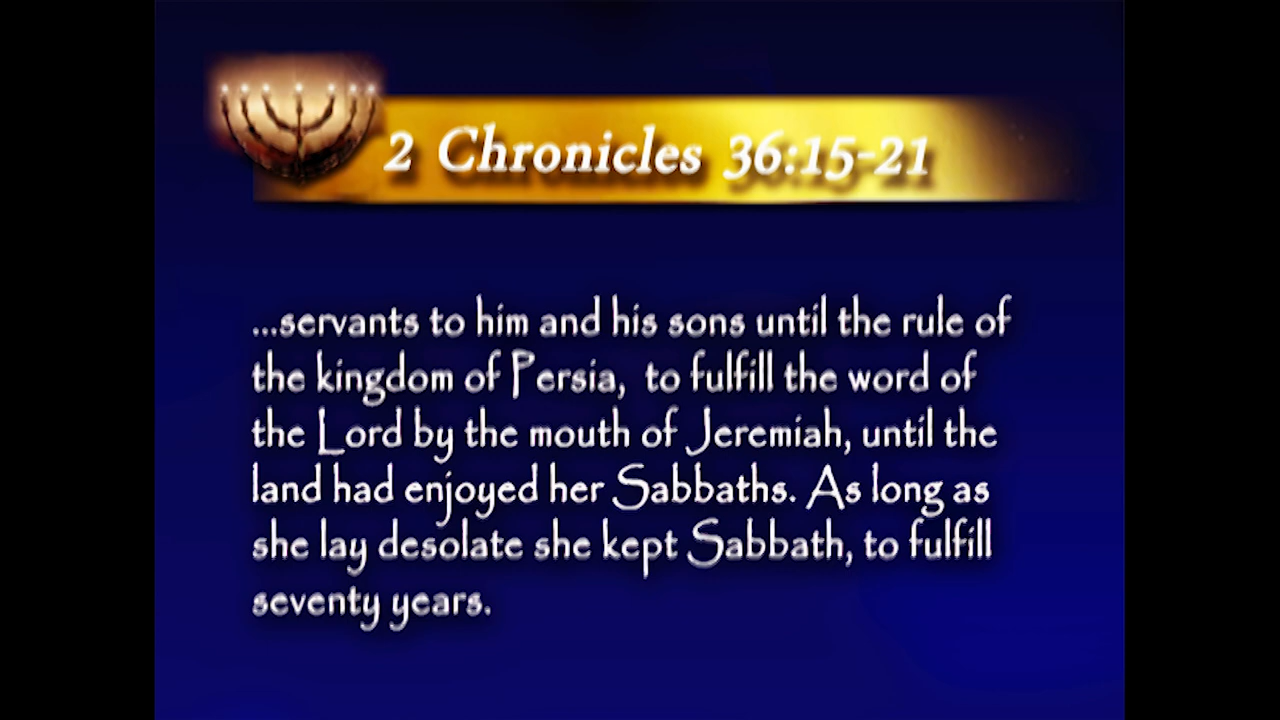 2 Chronicles 36:15-21
...servants to him and his sons until the rule of
the kingdom of Persia, to fulfill the word of
the Lord by the mouth of Jeremiah, until the
land had enjoyed her Sabbaths. As long as
she lay desolate she kept Sabbath, to fulfill
seventy years.